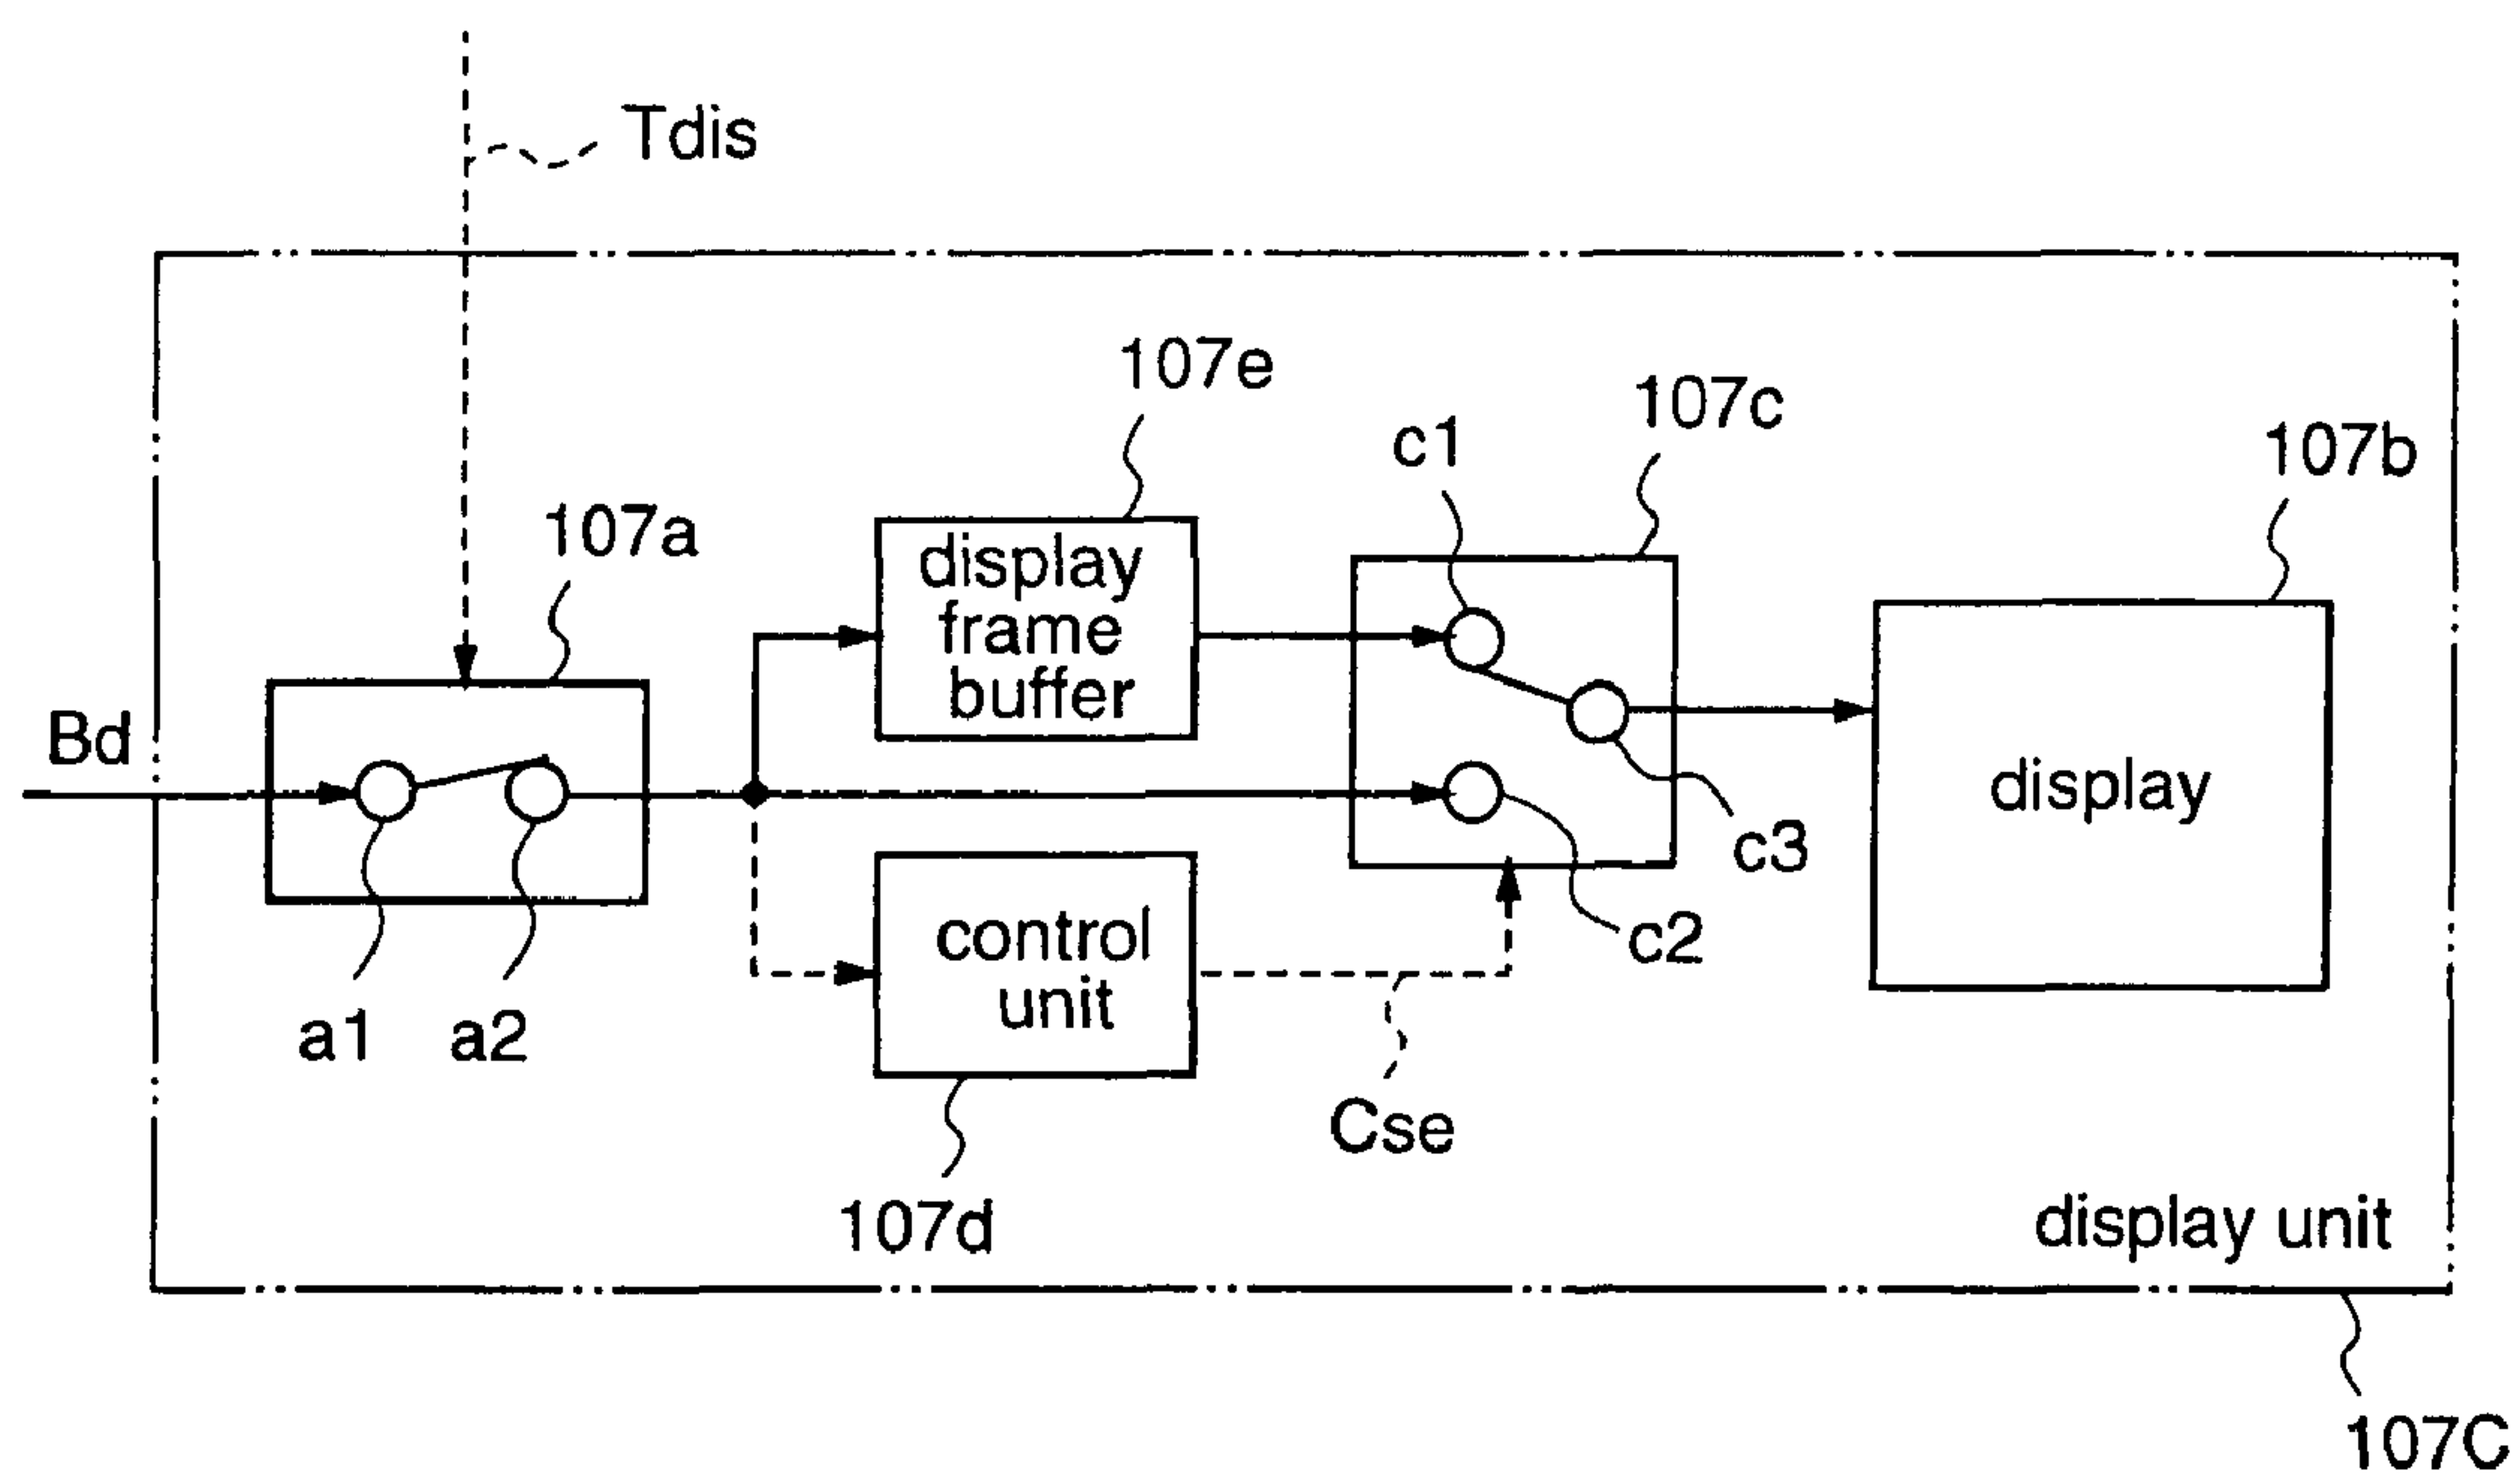 Tdis
107e
107c
c1
107b
107a
display
frame
buffer
Bd
display
c3
control
unit
c2
a1
a2
Cse
107d
display unit
107C